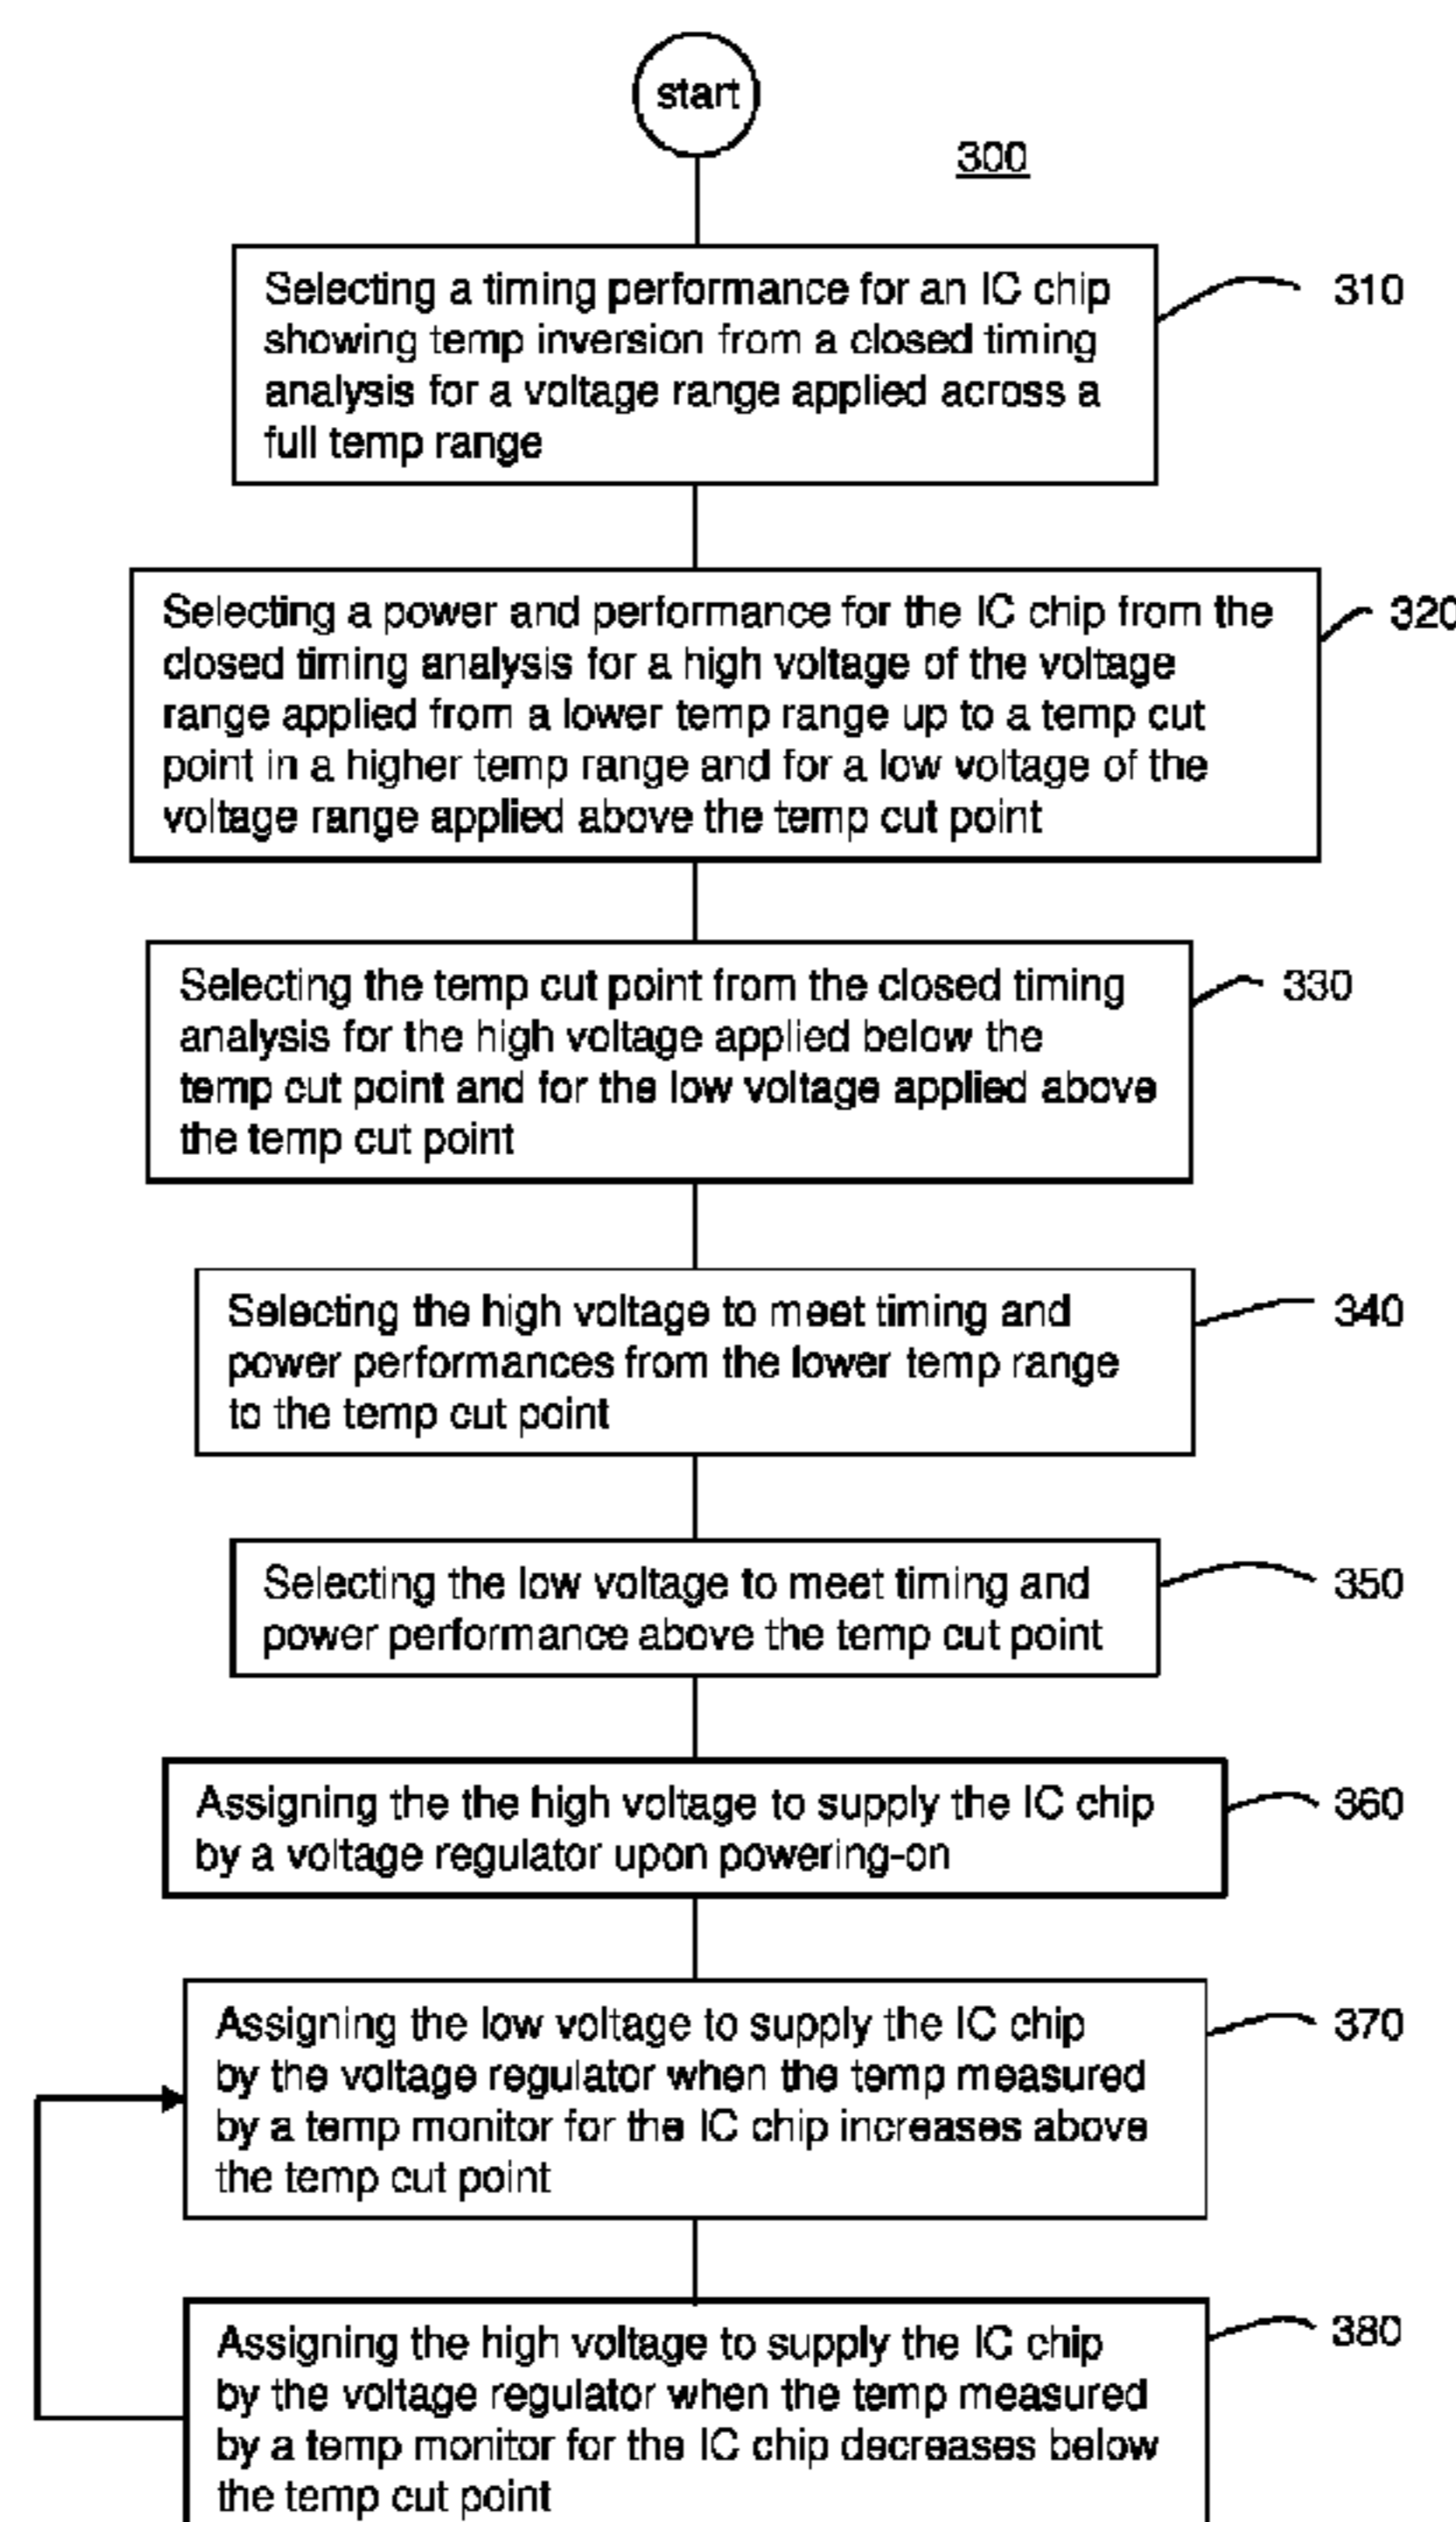 start
300
Selecting a timing performance for an IC chip
showing temp inversion from a closed timing
analysis for a voltage range applied across a
full temp range
310
Selecting a power and performance for the IC chip from the
closed timing analysis for a high voltage of the voltage
range applied from a lower temp range up to a temp cut
point in a higher temp range and for a low voltage of the
voltage range applied above the temp cut point
320
Selecting the temp cut point from the closed timing
analysis for the high voltage applied below the
temp cut point and for the low voltage applied above
the temp cut point
330
Selecting the high voltage to meet timing and
power performances from the lower temp range
to the temp cut point
340
Selecting the low voltage to meet timing and
power performance above the temp cut point
350
Assigning the the high voltage to supply the IC chip
by a voltage regulator upon powering-on
360
Assigning the low voltage to supply the IC chip
by the voltage regulator when the temp measured
by a temp monitor for the IC chip increases above
the temp cut point
370
Assigning the high voltage to supply the IC chip
by the voltage regulator when the temp measured
by a temp monitor for the IC chip decreases below
the temp cut point
380